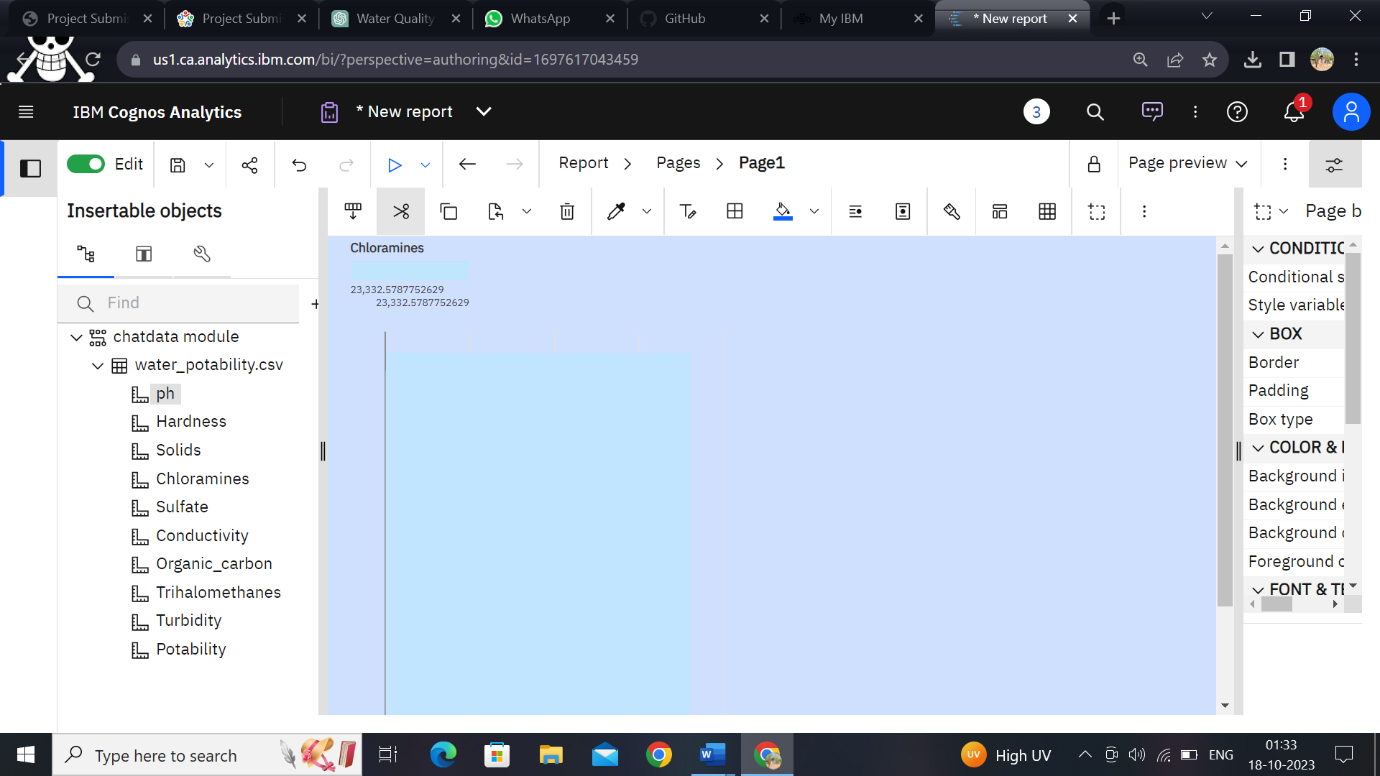 Project Submi
Project Submi
Water Quality
WhatsApp
GitHub
My IBM
* New report
us1.ca.analytics.ibm.com/bi/?perspective=authoring&id=1697617043459
IBM Cognos Analytics
* New report
3
1
Edit
Report > Pages > Page1
Page preview
Insertable objects
Page b
Find
chatdata module
water_potability.csv
ph
Hardness
Solids
Chloramines
Sulfate
Conductivity
Organic_carbon
Trihalomethanes
Turbidity
Potability
Chloramines
23,332.5787752629
23,332.5787752629
CONDITIC
Conditional s
Style variable
BOX
Border
Padding
Box type
COLOR &
Background i
Background e
Background
Foreground c
FONT & TE
Type here to search
UV
High UV
ENG
01:33
18-10-2023